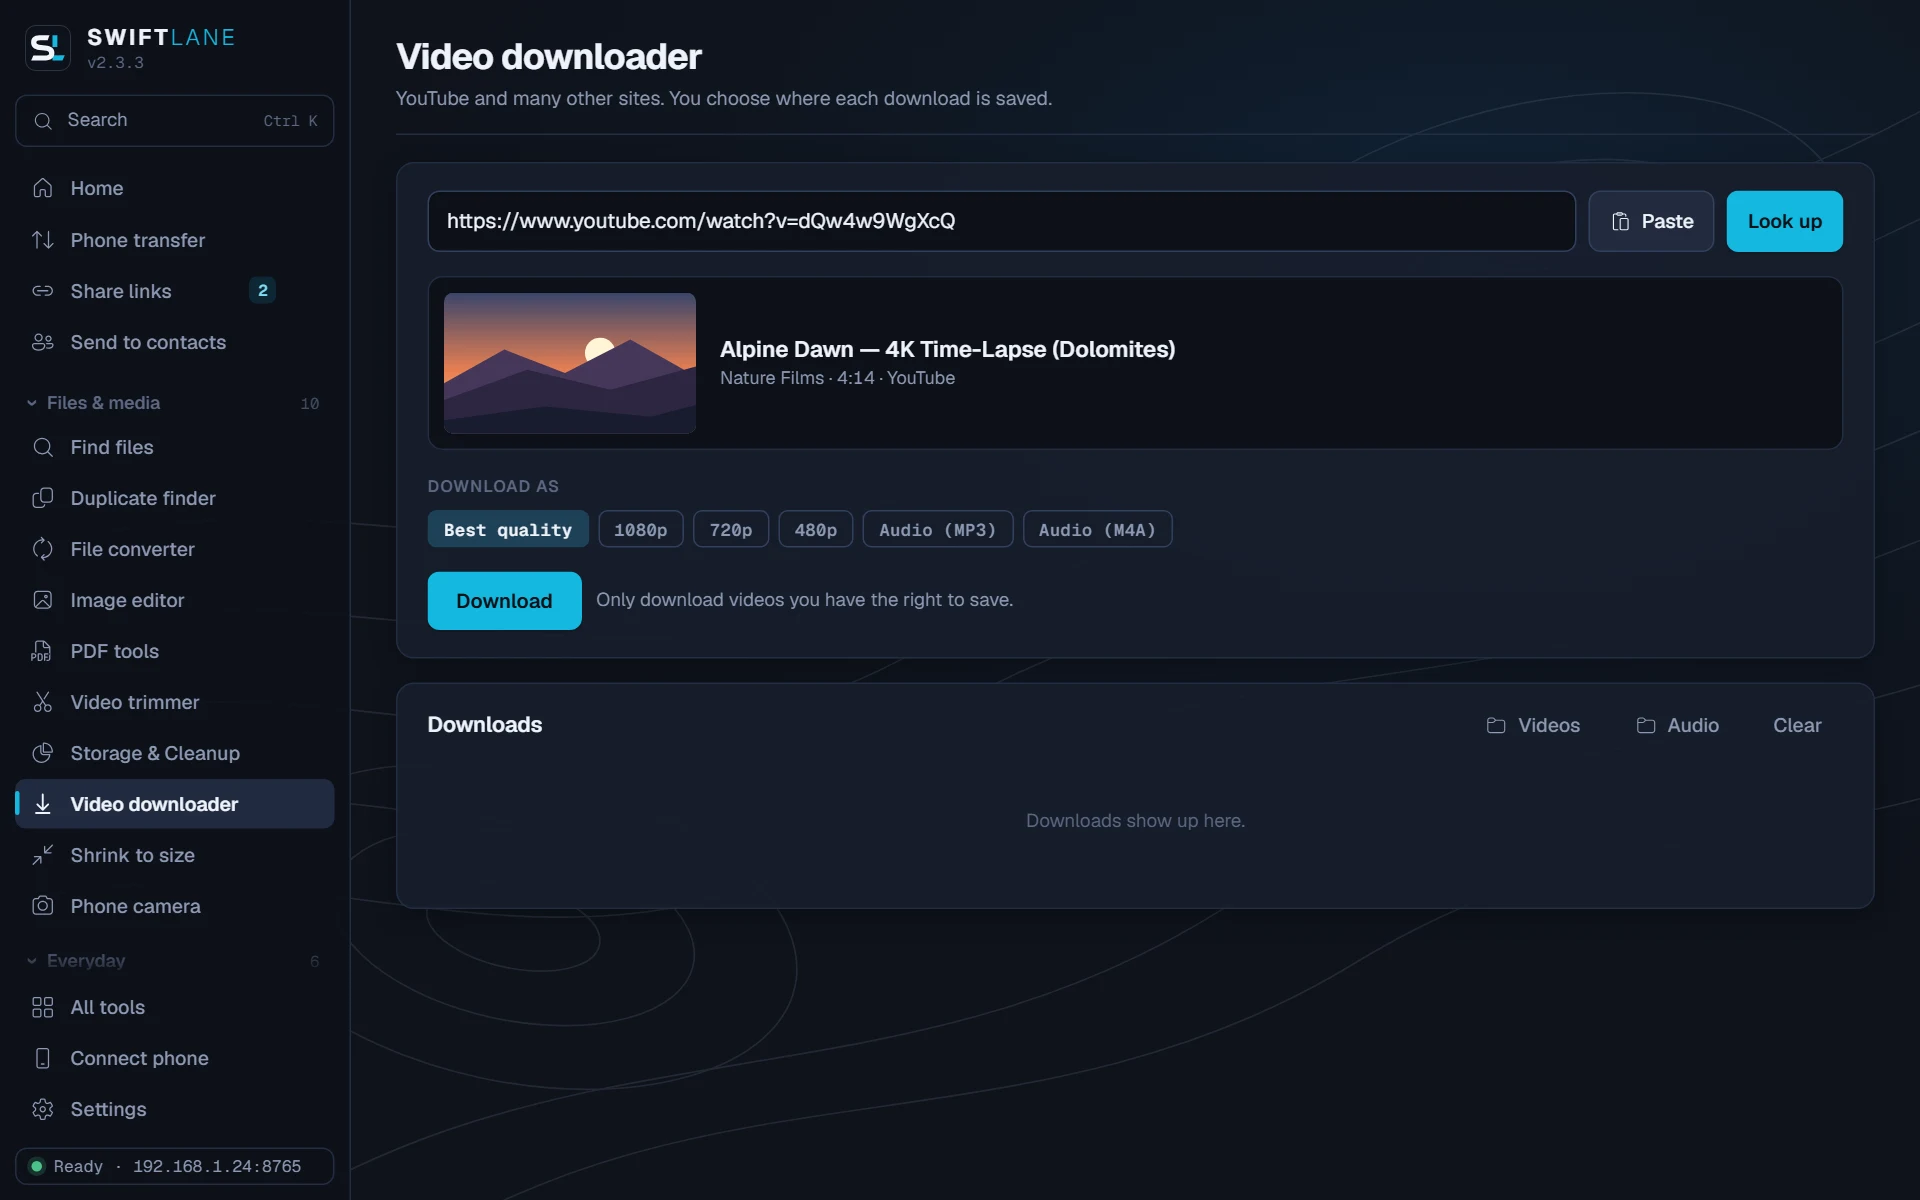 SWIFTLANE
v2.3.3
Search Ctrl K
Home
Phone transfer
Share links 2
Send to contacts
Files & media 10
Find files
Duplicate finder
File converter
Image editor
PDF tools
Video trimmer
Storage & Cleanup
Video downloader
Shrink to size
Phone camera
Everyday 6
All tools
Connect phone
Settings
Ready · 192.168.1.24:8765
Video downloader
YouTube and many other sites. You choose where each download is saved.
https://www.youtube.com/watch?v=dQw4w9WgXcQ Paste Look up
Alpine Dawn — 4K Time-Lapse (Dolomites)
Nature Films · 4:14 · YouTube
DOWNLOAD AS
Best quality 1080p 720p 480p Audio (MP3) Audio (M4A)
Download Only download videos you have the right to save.
Downloads Videos Audio Clear
Downloads show up here.